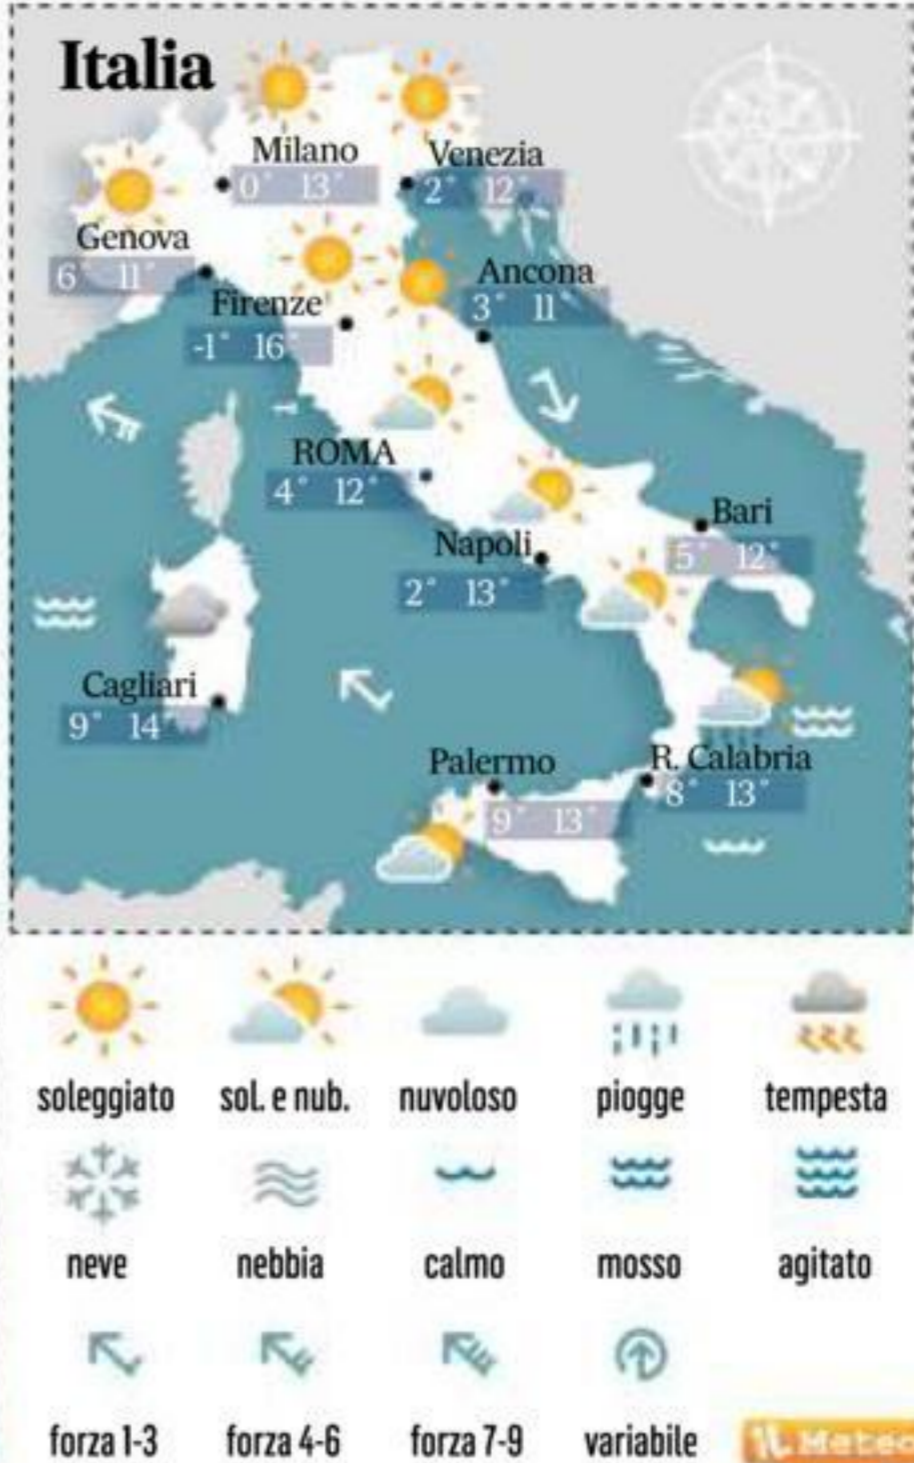 Italia
Milano
0° 13°
Venezia
2° 12°
Genova
6° 11°
Ancona
3° 11°
Firenze
-1° 16°
ROMA
4° 12°
Bari
5° 12°
Napoli
2° 13°
Cagliari
9° 14°
Palermo
9° 13°
R. Calabria
8° 13°
soleggiato sol. e nub. nuvoloso piogge tempesta
neve nebbia calmo mosso agitato
forza 1-3 forza 4-6 forza 7-9 variabile